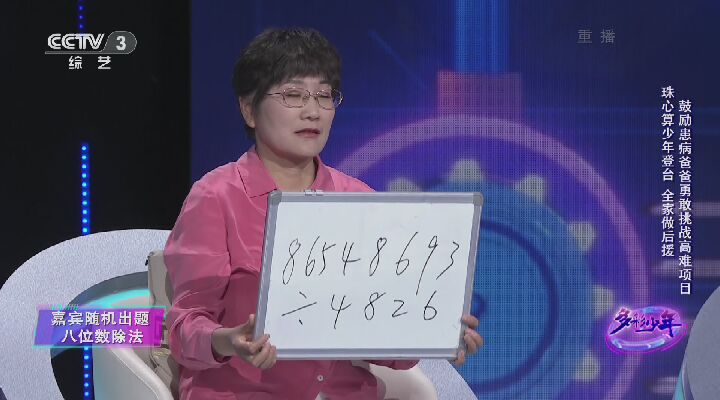 CCTV 3
综艺
重播
鼓励患病爸爸勇敢挑战高难项目
珠心算少年登台 全家做后援
86548693
÷4826
嘉宾随机出题
八位数除法
多彩少年